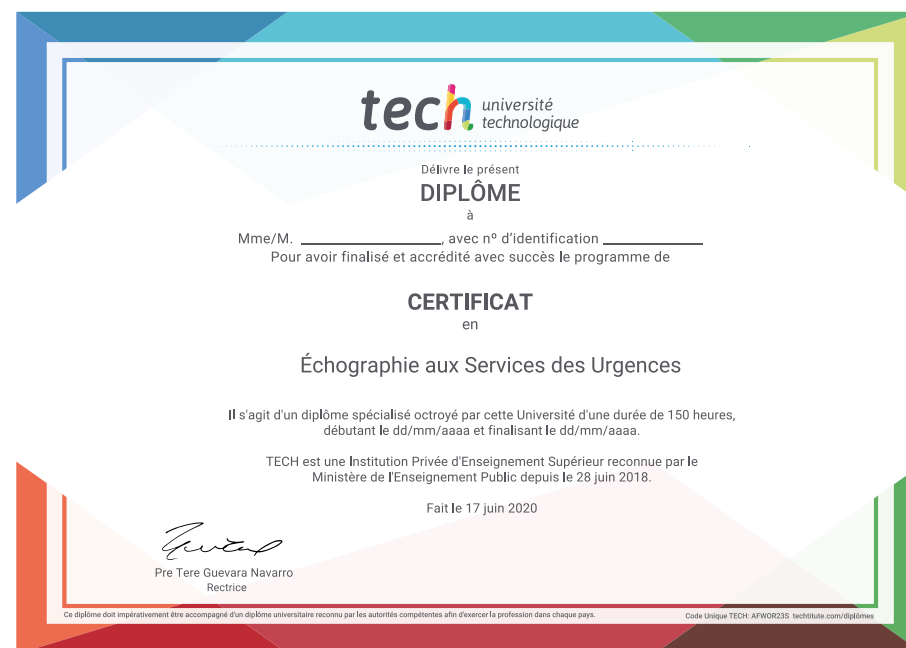 tech université
technologique
Délivre le présent
DIPLÔME
à
Mme/M. ____________________, avec nº d'identification ______________
Pour avoir finalisé et accrédité avec succès le programme de
CERTIFICAT
en
Échographie aux Services des Urgences
Il s'agit d'un diplôme spécialisé octroyé par cette Université d'une durée de 150 heures,
débutant le dd/mm/aaaa et finalisant le dd/mm/aaaa.
TECH est une Institution Privée d'Enseignement Supérieur reconnue par le
Ministère de l'Enseignement Public depuis le 28 juin 2018.
Fait le 17 juin 2020
Pre Tere Guevara Navarro
Rectrice
Ce diplôme doit impérativement être accompagné d'un diplôme universitaire reconnu par les autorités compétentes afin d'exercer la profession dans chaque pays.
Code Unique TECH: AFWOR23S techtitute.com/diplômes